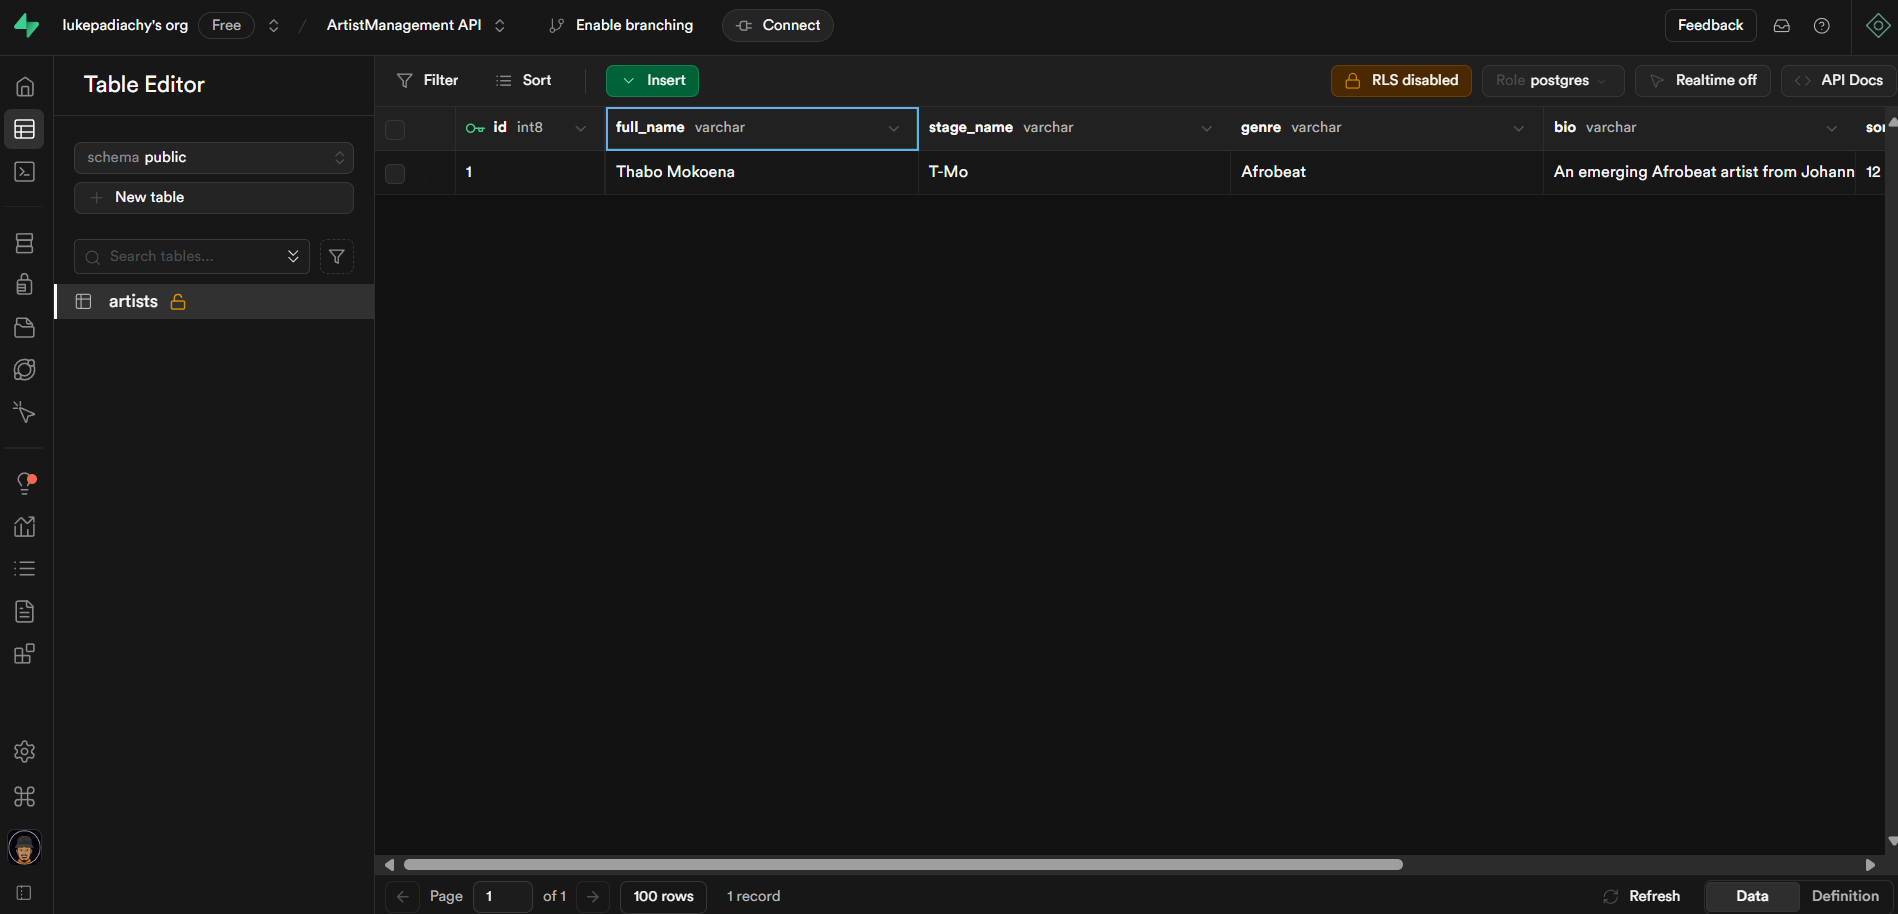 lukepadiachy's org Free / ArtistManagement API Enable branching Connect Feedback
Table Editor
Filter Sort Insert RLS disabled Role postgres Realtime off API Docs
schema public
New table
Search tables...
artists
id int8 full_name varchar stage_name varchar genre varchar bio varchar
1 Thabo Mokoena T-Mo Afrobeat An emerging Afrobeat artist from Johann 12
Page 1 of 1 100 rows 1 record Refresh Data Definition